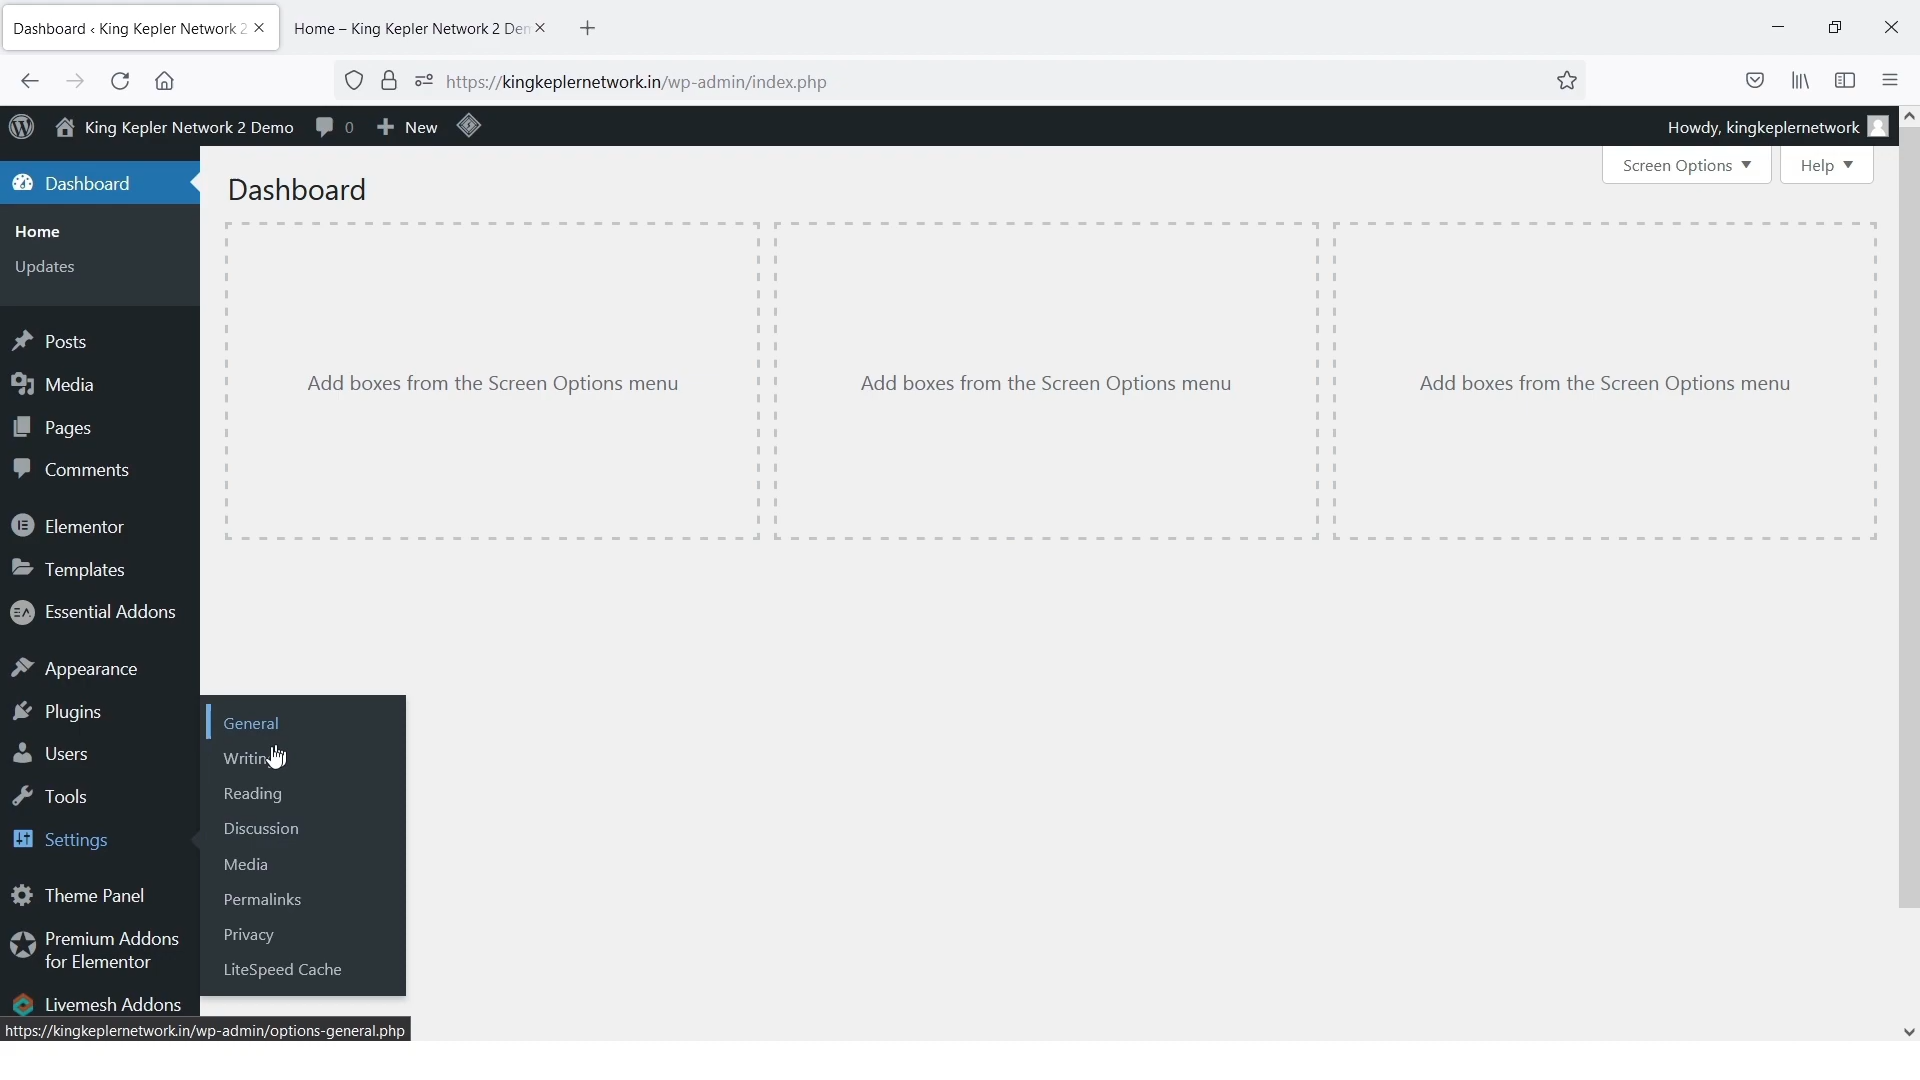 Dashboard ‹ King Kepler Network 2
Home – King Kepler Network 2 Dem
https://kingkeplernetwork.in/wp-admin/index.php
King Kepler Network 2 Demo
0
New
Howdy, kingkeplernetwork
Dashboard
Home
Updates
Posts
Media
Pages
Comments
Elementor
Templates
Essential Addons
Appearance
Plugins
Users
Tools
Settings
Theme Panel
Premium Addons
for Elementor
Livemesh Addons
General
Writing
Reading
Discussion
Media
Permalinks
Privacy
LiteSpeed Cache
Screen Options
Help
Dashboard
Add boxes from the Screen Options menu
Add boxes from the Screen Options menu
Add boxes from the Screen Options menu
https://kingkeplernetwork.in/wp-admin/options-general.php